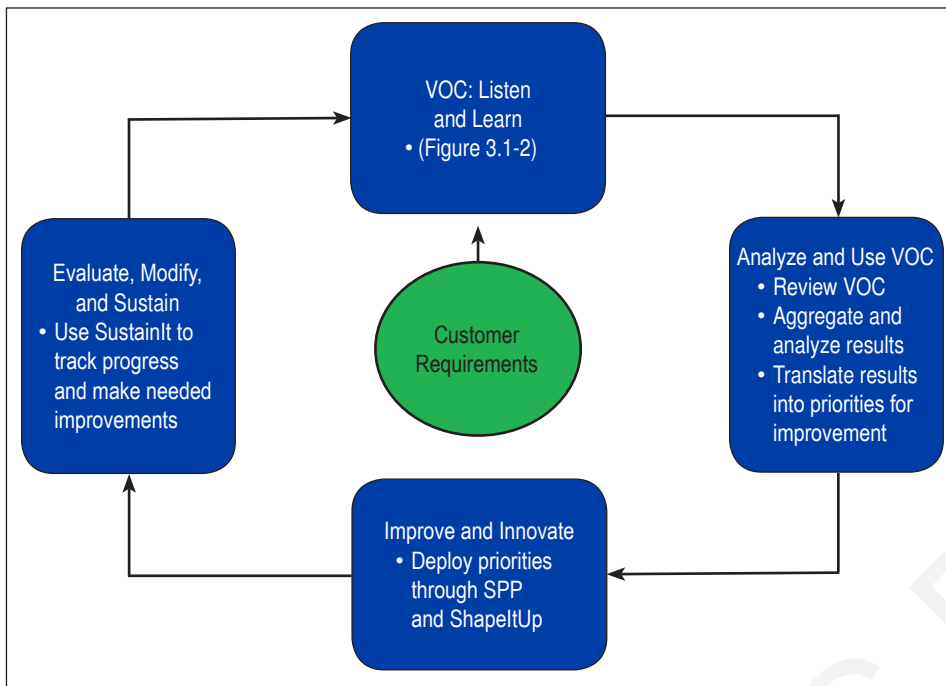 VOC: Listen
and Learn
• (Figure 3.1-2)
Analyze and Use VOC
• Review VOC
• Aggregate and
analyze results
• Translate results
into priorities for
improvement
Customer
Requirements
Improve and Innovate
• Deploy priorities
through SPP
and ShapeItUp
Evaluate, Modify,
and Sustain
• Use SustainIt to
track progress
and make needed
improvements